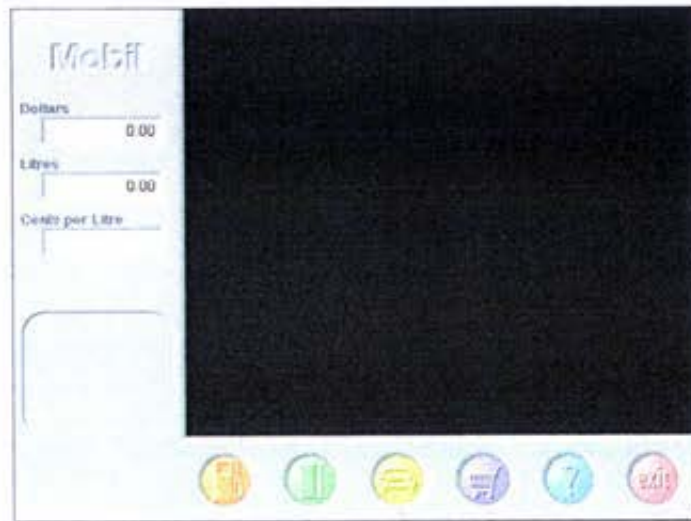 Mobil
Dollars
0.00
Litres
0.00
Cents per Litre
?
exit